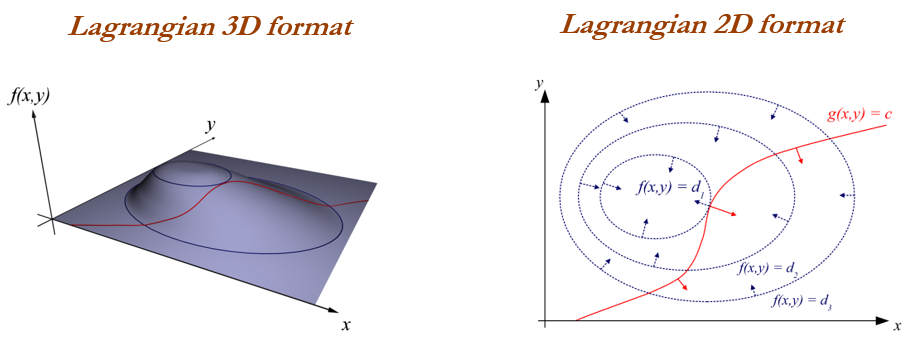 Lagrangian 3D format
Lagrangian 2D format
f(x,y)
y
x
y
g(x,y) = c
f(x,y) = d₁
f(x,y) = d₂
f(x,y) = d₃
x